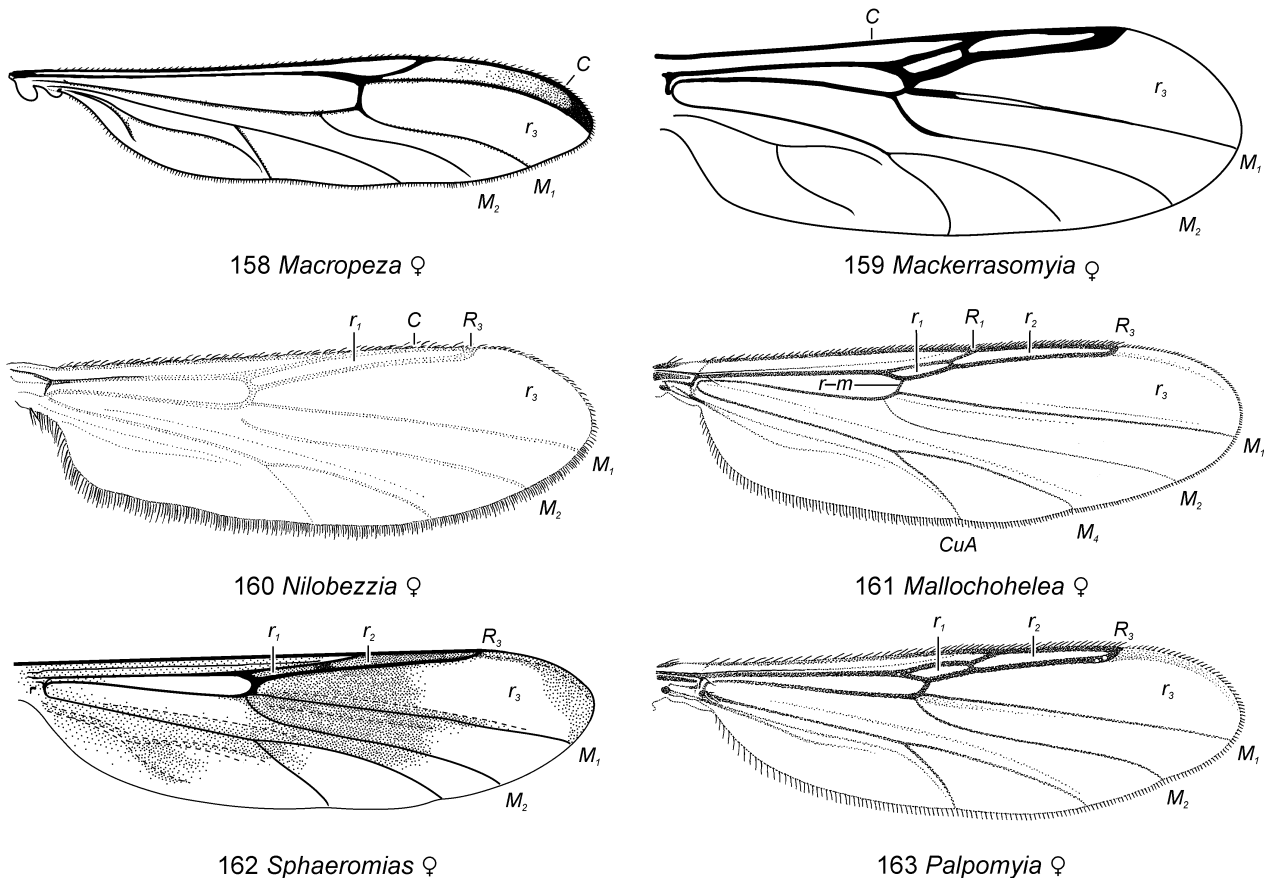 C
r3
M1
M2
158 Macropeza ♀
C
r3
M1
M2
159 Mackerrasomyia ♀
r1 C R3
r3
M1
M2
160 Nilobezzia ♀
r1 R1 r2 R3
r–m
r3
M1
M2
M4
CuA
161 Mallochohelea ♀
r1 r2 R3
r3
M1
M2
162 Sphaeromias ♀
r1 r2 R3
r3
M1
M2
163 Palpomyia ♀